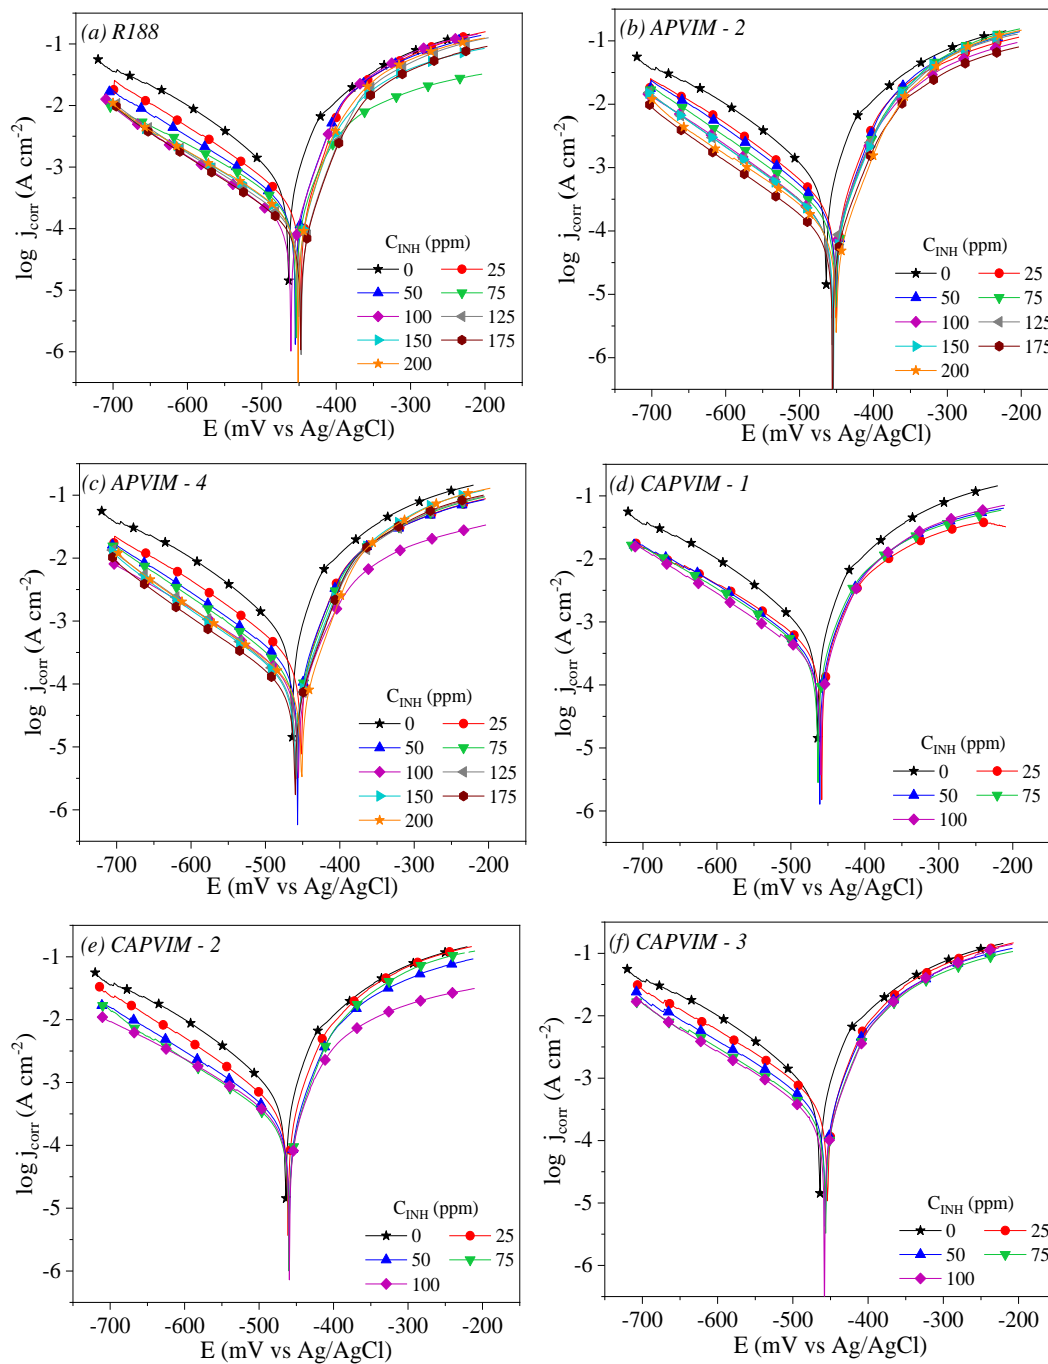 (a) R188
-1
-2
-3
-4
-5
-6
log j_corr (A cm⁻²)
C_INH (ppm)
0 25
50 75
100 125
150 175
200
-700 -600 -500 -400 -300 -200
E (mV vs Ag/AgCl)
(b) APVIM - 2
-1
-2
-3
-4
-5
-6
log j_corr (A cm⁻²)
C_INH (ppm)
0 25
50 75
100 125
150 175
200
-700 -600 -500 -400 -300 -200
E (mV vs Ag/AgCl)
(c) APVIM - 4
-1
-2
-3
-4
-5
-6
log j_corr (A cm⁻²)
C_INH (ppm)
0 25
50 75
100 125
150 175
200
-700 -600 -500 -400 -300 -200
E (mV vs Ag/AgCl)
(d) CAPVIM - 1
-1
-2
-3
-4
-5
-6
log j_corr (A cm⁻²)
C_INH (ppm)
0 25
50 75
100
-700 -600 -500 -400 -300 -200
E (mV vs Ag/AgCl)
(e) CAPVIM - 2
-1
-2
-3
-4
-5
-6
log j_corr (A cm⁻²)
C_INH (ppm)
0 25
50 75
100
-700 -600 -500 -400 -300 -200
E (mV vs Ag/AgCl)
(f) CAPVIM - 3
-1
-2
-3
-4
-5
-6
log j_corr (A cm⁻²)
C_INH (ppm)
0 25
50 75
100
-700 -600 -500 -400 -300 -200
E (mV vs Ag/AgCl)